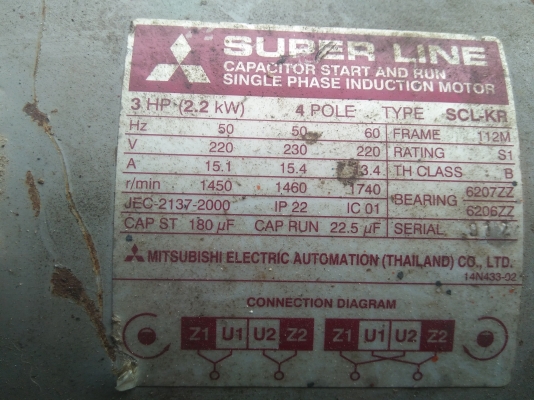 SUPER LINE
CAPACITOR START AND RUN
SINGLE PHASE INDUCTION MOTOR
3 HP (2.2 kW) 4 POLE TYPE SCL-KR
Hz 50 50 60 FRAME 112M
V 220 230 220 RATING S1
A 15.1 15.4 3.4 TH CLASS B
r/min 1450 1460 1740 BEARING 6207ZZ
JEC-2137-2000 IP 22 IC 01 6206ZZ
CAP ST 180 µF CAP RUN 22.5 µF SERIAL
MITSUBISHI ELECTRIC AUTOMATION (THAILAND) CO., LTD.
14N433-02
CONNECTION DIAGRAM
Z1 U1 U2 Z2 Z1 U1 U2 Z2